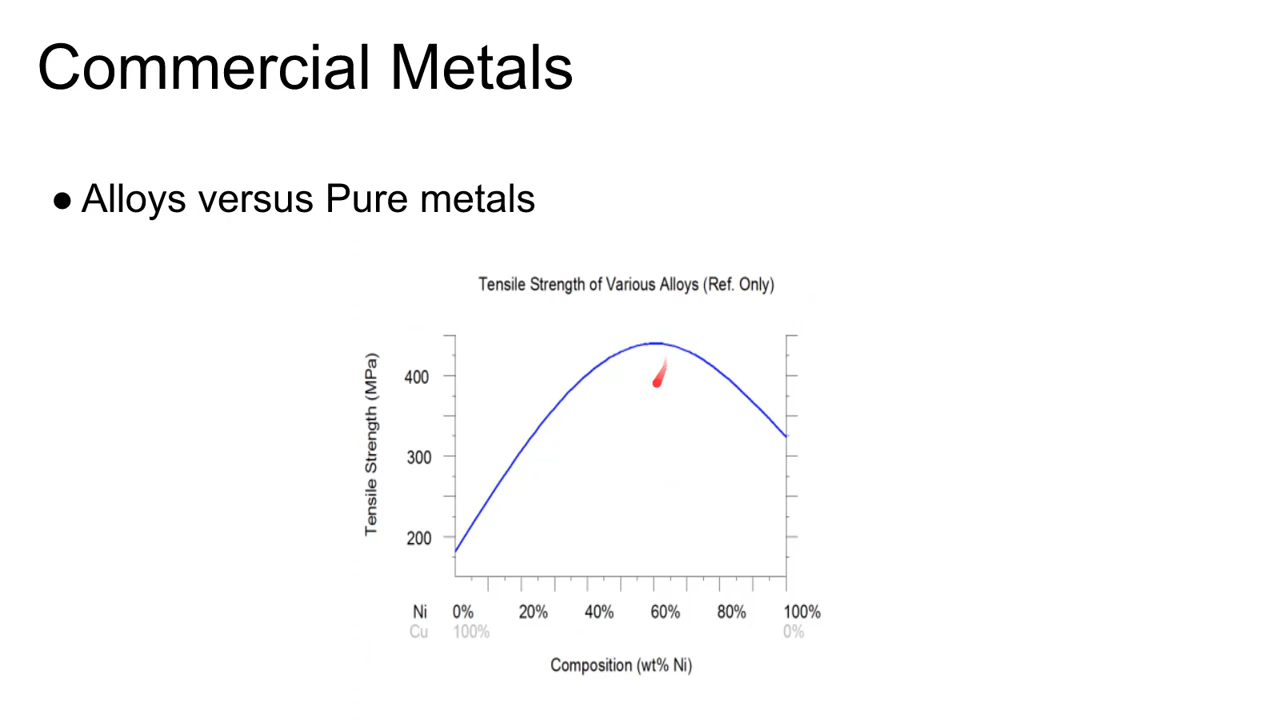 Commercial Metals
● Alloys versus Pure metals
Tensile Strength of Various Alloys (Ref. Only)
Tensile Strength (MPa)
400
300
200
Ni 0% 20% 40% 60% 80% 100%
Cu 100% 0%
Composition (wt% Ni)